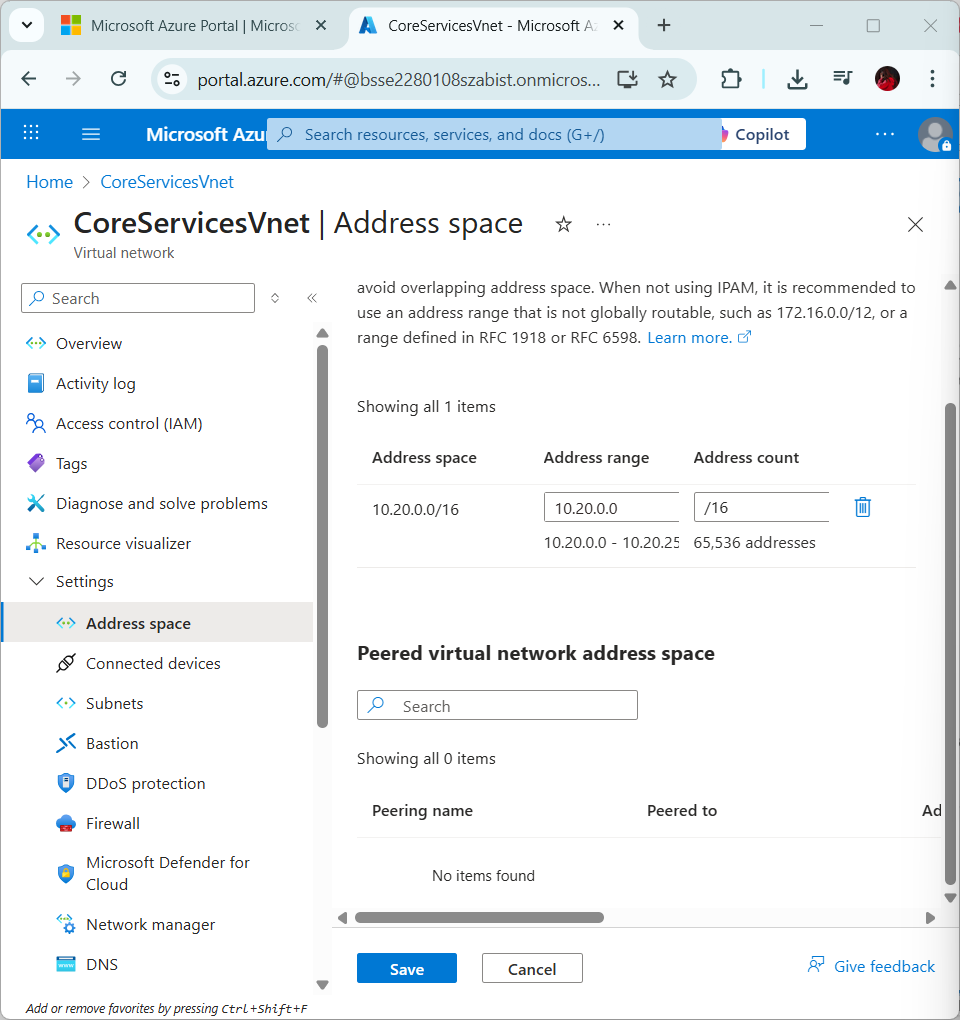 Microsoft Azure Portal | Microsc
CoreServicesVnet - Microsoft Az
portal.azure.com/#@bsse2280108szabist.onmicros...
Microsoft Azu
Search resources, services, and docs (G+/)
Copilot
...
Home > CoreServicesVnet
CoreServicesVnet | Address space
...
Virtual network
Search
Overview
Activity log
Access control (IAM)
Tags
Diagnose and solve problems
Resource visualizer
Settings
Address space
Connected devices
Subnets
Bastion
DDoS protection
Firewall
Microsoft Defender for
Cloud
Network manager
DNS
Add or remove favorites by pressing Ctrl+Shift+F
avoid overlapping address space. When not using IPAM, it is recommended to
use an address range that is not globally routable, such as 172.16.0.0/12, or a
range defined in RFC 1918 or RFC 6598. Learn more.
Showing all 1 items
Address space Address range Address count
10.20.0.0/16 10.20.0.0 /16
10.20.0.0 - 10.20.25 65,536 addresses
Peered virtual network address space
Search
Showing all 0 items
Peering name Peered to Ad
No items found
Save Cancel Give feedback